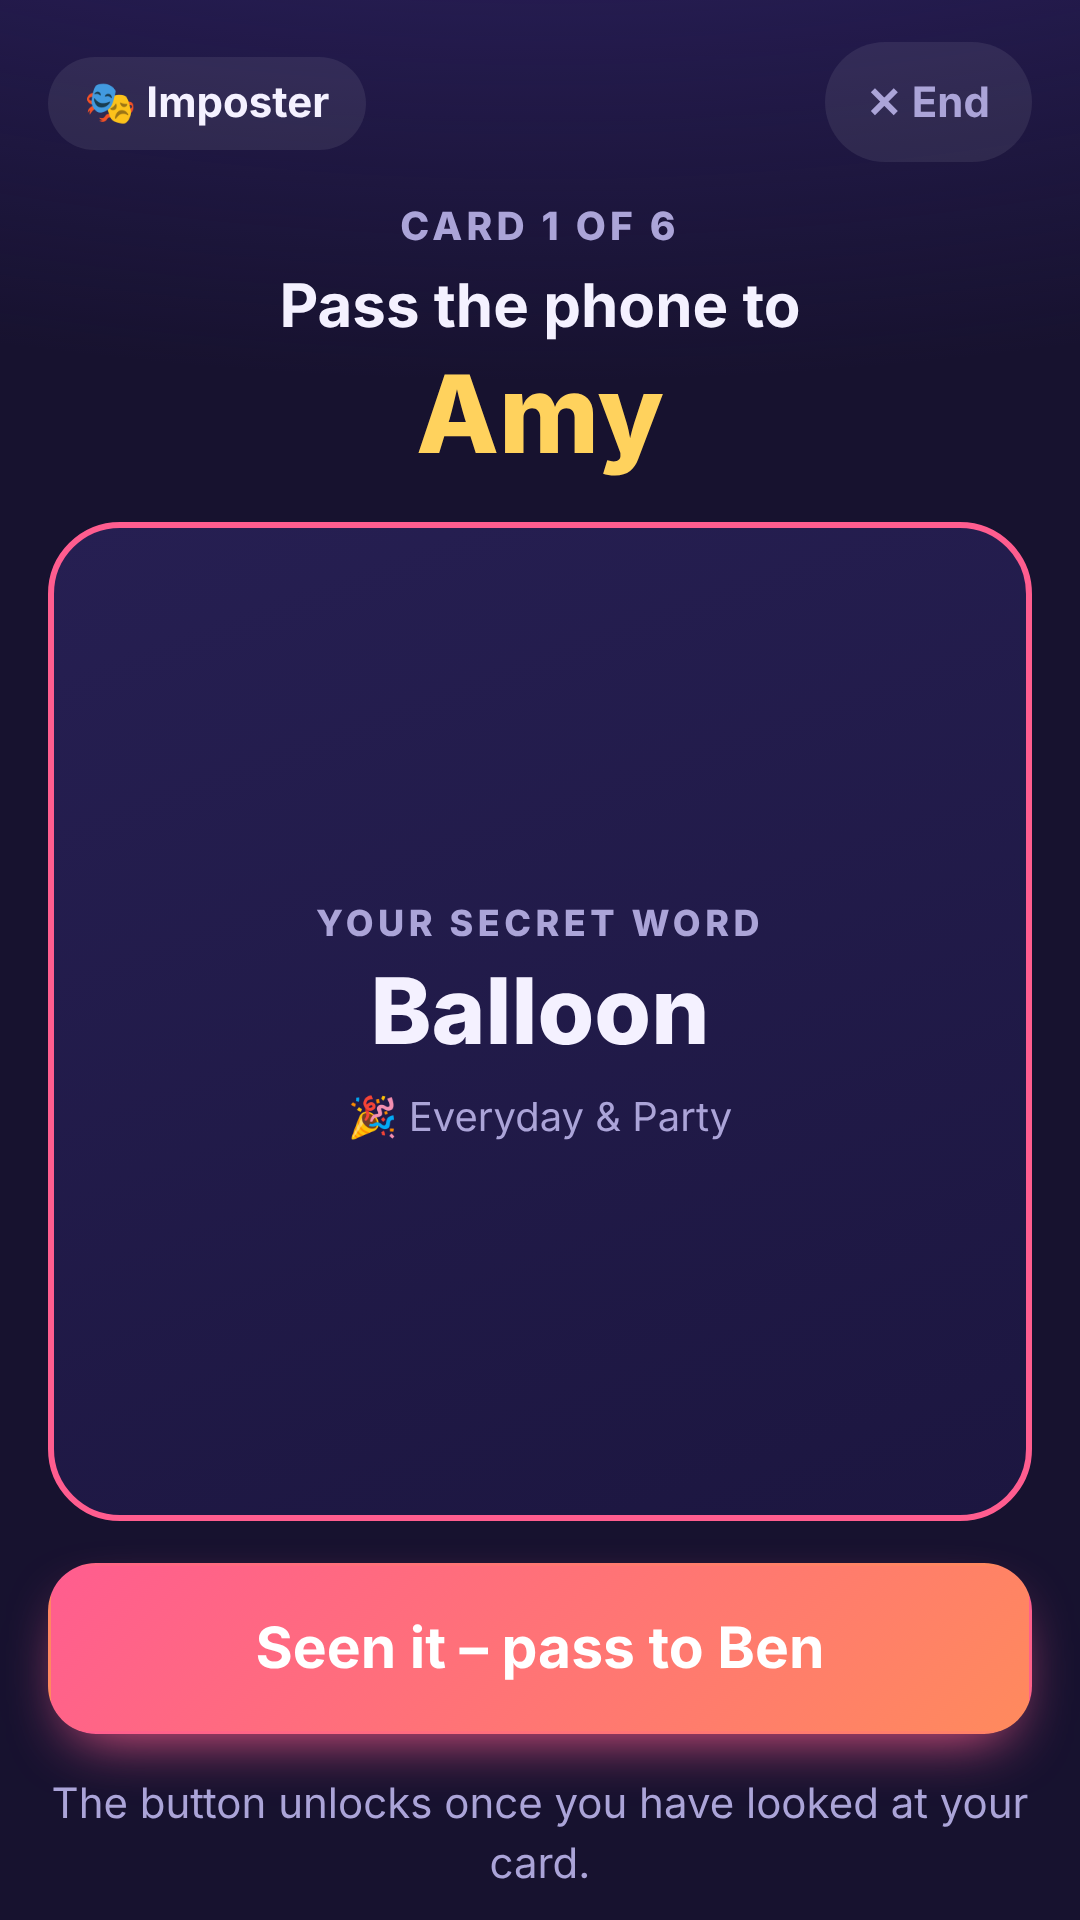 🎭 Imposter
✕ End
CARD 1 OF 6
Pass the phone to
Amy
YOUR SECRET WORD
Balloon
🎉 Everyday & Party
Seen it – pass to Ben
The button unlocks once you have looked at your
card.